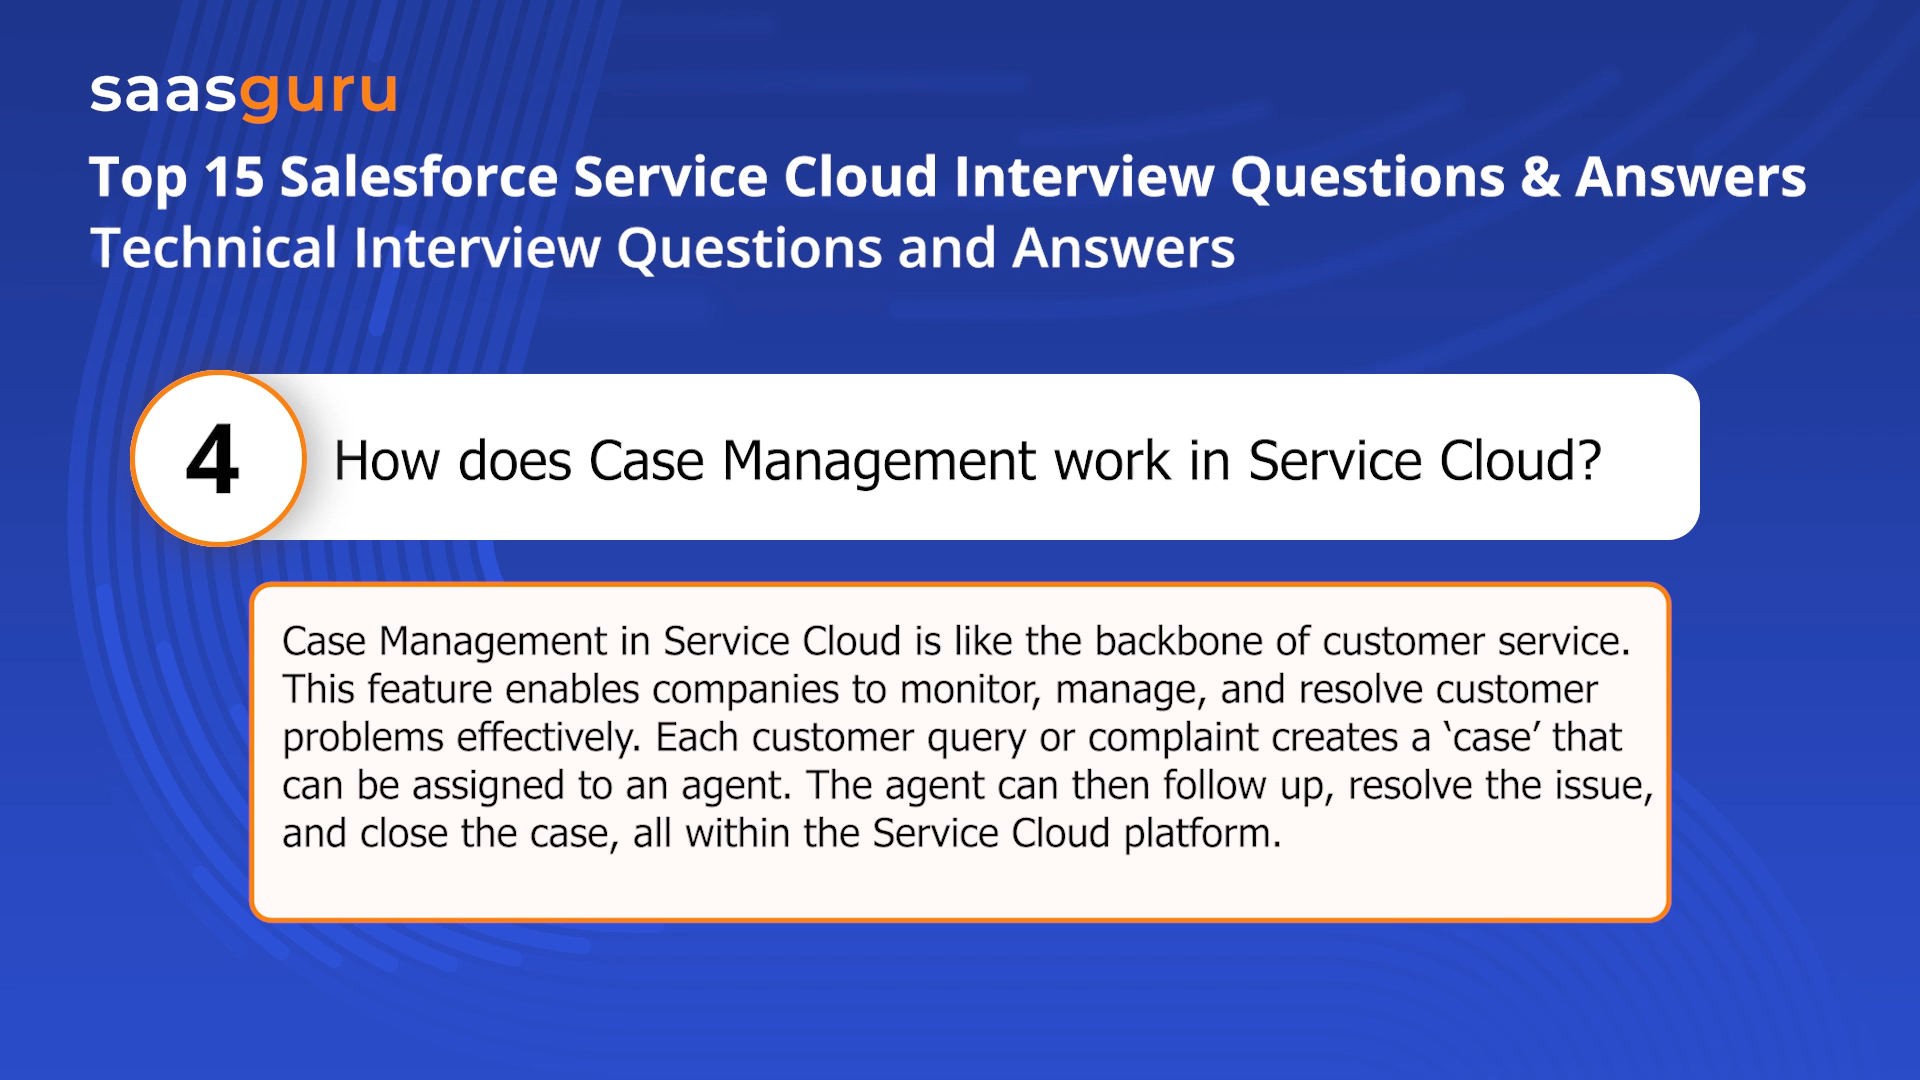 saasguru
Top 15 Salesforce Service Cloud Interview Questions & Answers
Technical Interview Questions and Answers
4
How does Case Management work in Service Cloud?
Case Management in Service Cloud is like the backbone of customer service.
This feature enables companies to monitor, manage, and resolve customer
problems effectively. Each customer query or complaint creates a ‘case’ that
can be assigned to an agent. The agent can then follow up, resolve the issue,
and close the case, all within the Service Cloud platform.